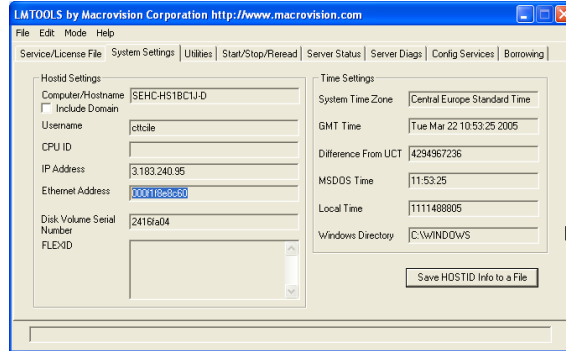 LMTOOLS by Macrovision Corporation http://www.macrovision.com
File Edit Mode Help
Service/License File System Settings Utilities Start/Stop/Reread Server Status Server Diags Config Services Borrowing
Hostid Settings
Computer/Hostname SEHC-HS1BC1J-D
Include Domain
Username cttcile
CPU ID
IP Address 3.183.240.95
Ethernet Address 000f1f8e8c60
Disk Volume Serial Number 2416fa04
FLEXID
Time Settings
System Time Zone Central Europe Standard Time
GMT Time Tue Mar 22 10:53:25 2005
Difference From UCT 4294967236
MSDOS Time 11:53:25
Local Time 1111488805
Windows Directory C:\WINDOWS
Save HOSTID Info to a File